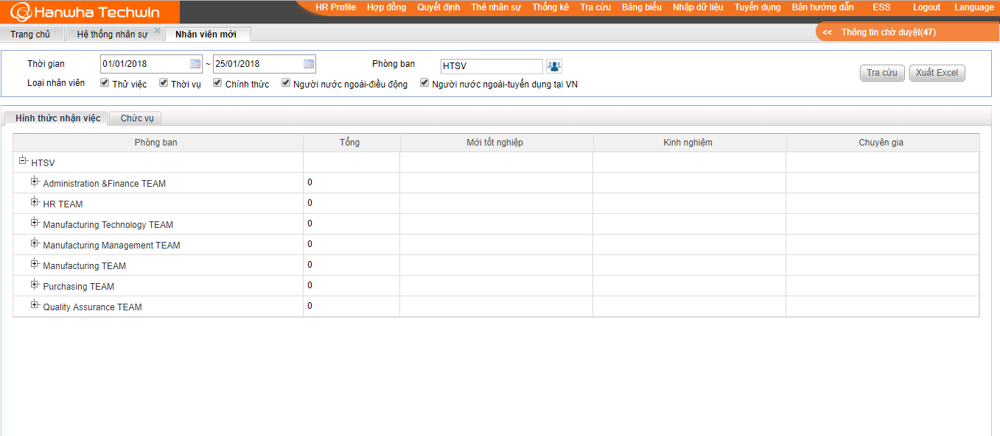 Hanwha Techwin
HR Profile Hợp đồng Quyết định Thẻ nhân sự Thống kê Tra cứu Bảng biểu Nhập dữ liệu Tuyển dụng Bản hướng dẫn ESS Logout Language
Trang chủ Hệ thống nhân sự Nhân viên mới
<< Thông tin chờ duyệt(47)
Thời gian 01/01/2018 ~ 25/01/2018 Phòng ban HTSV
Loại nhân viên Thử việc Thời vụ Chính thức Người nước ngoài-điều động Người nước ngoài-tuyển dụng tại VN
Tra cứu Xuất Excel
Hình thức nhận việc Chức vụ
Phòng ban Tổng Mới tốt nghiệp Kinh nghiệm Chuyên gia
HTSV
Administration &Finance TEAM 0
HR TEAM 0
Manufacturing Technology TEAM 0
Manufacturing Management TEAM 0
Manufacturing TEAM 0
Purchasing TEAM 0
Quality Assurance TEAM 0